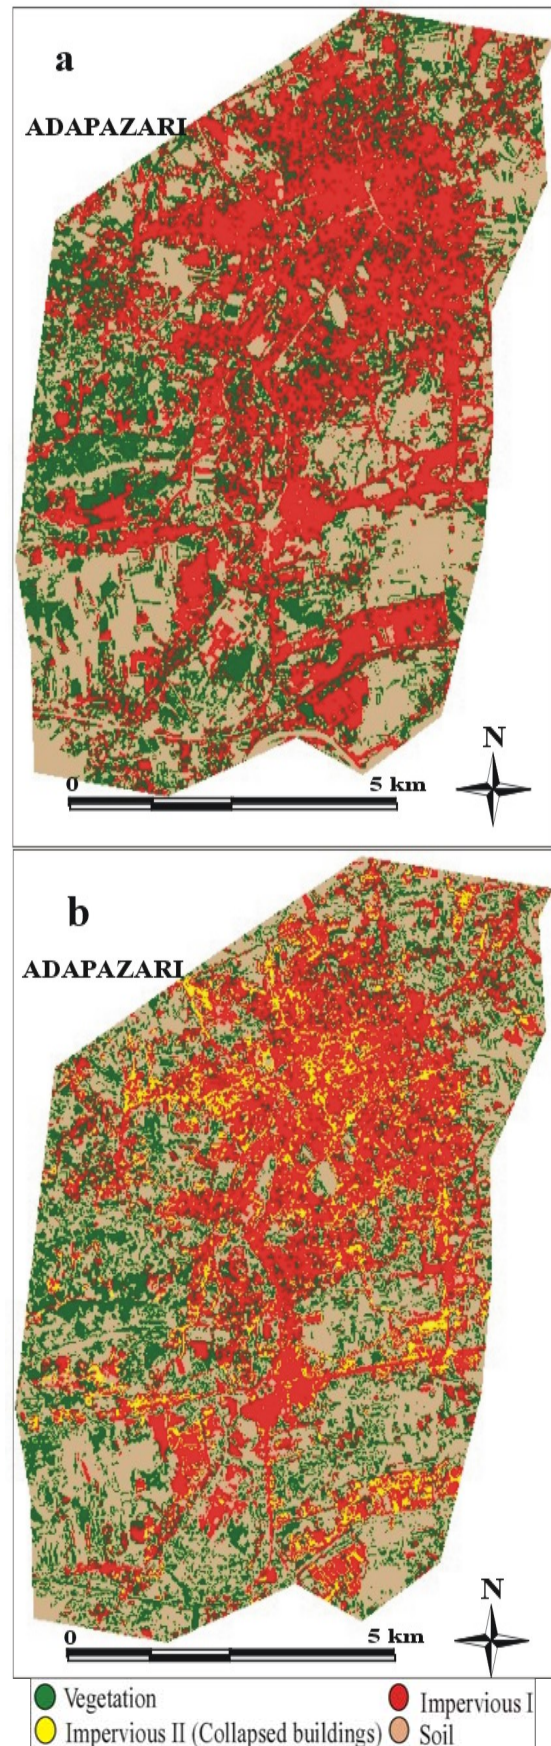 a
ADAPAZARI
N
0 5 km
b
ADAPAZARI
N
0 5 km
Vegetation Impervious I
Impervious II (Collapsed buildings) Soil